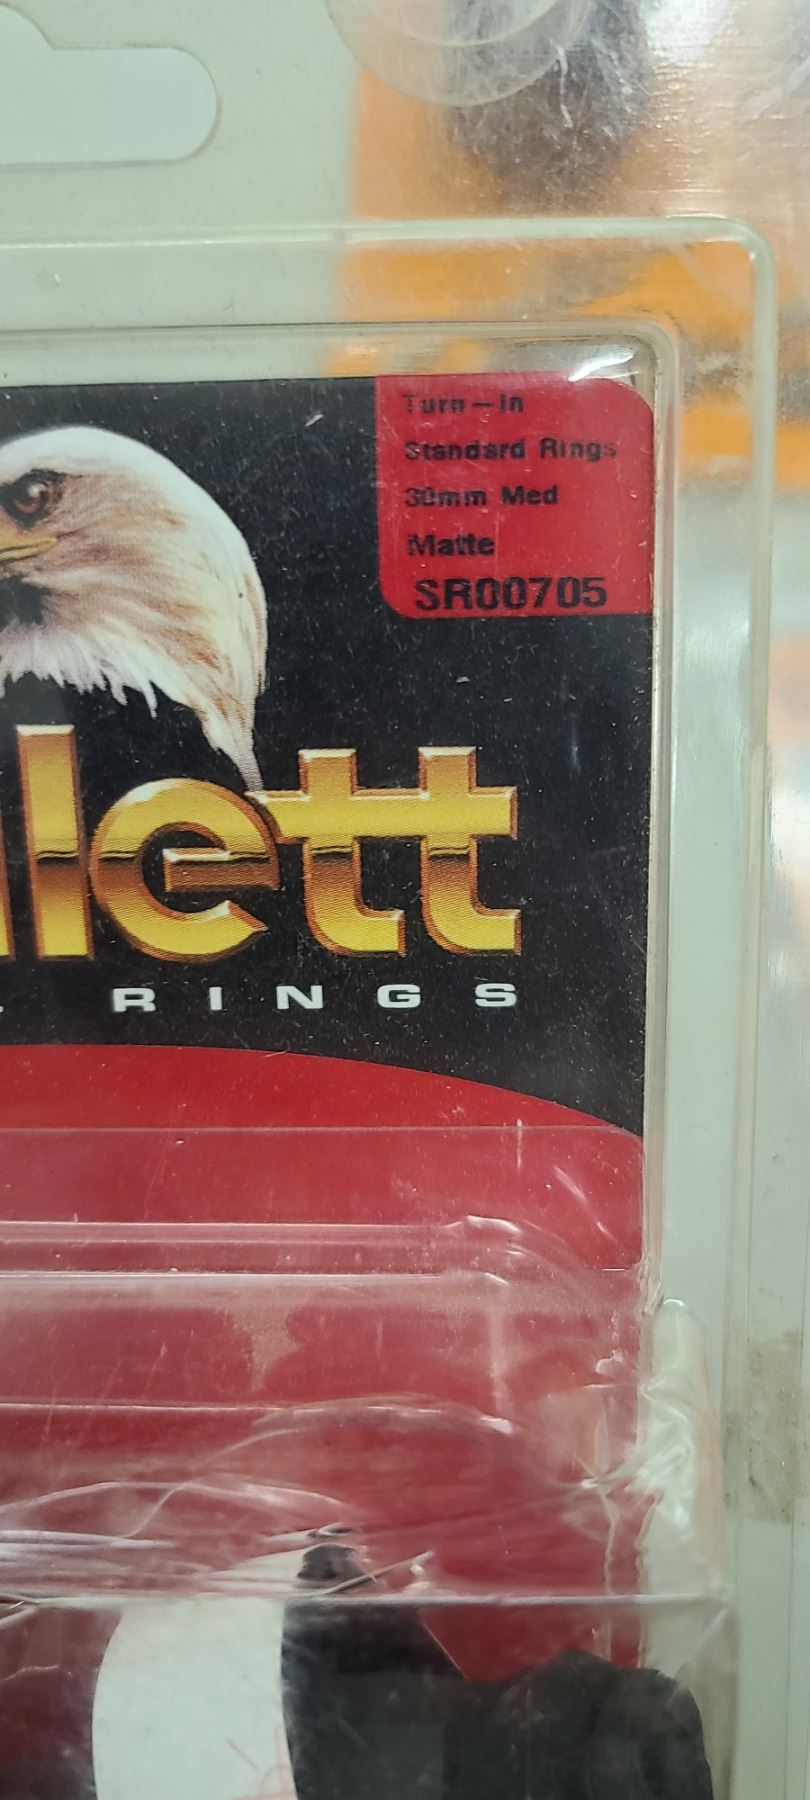 Turn-in
Standard Rings
30mm Med
Matte
SR00705
llett
RINGS